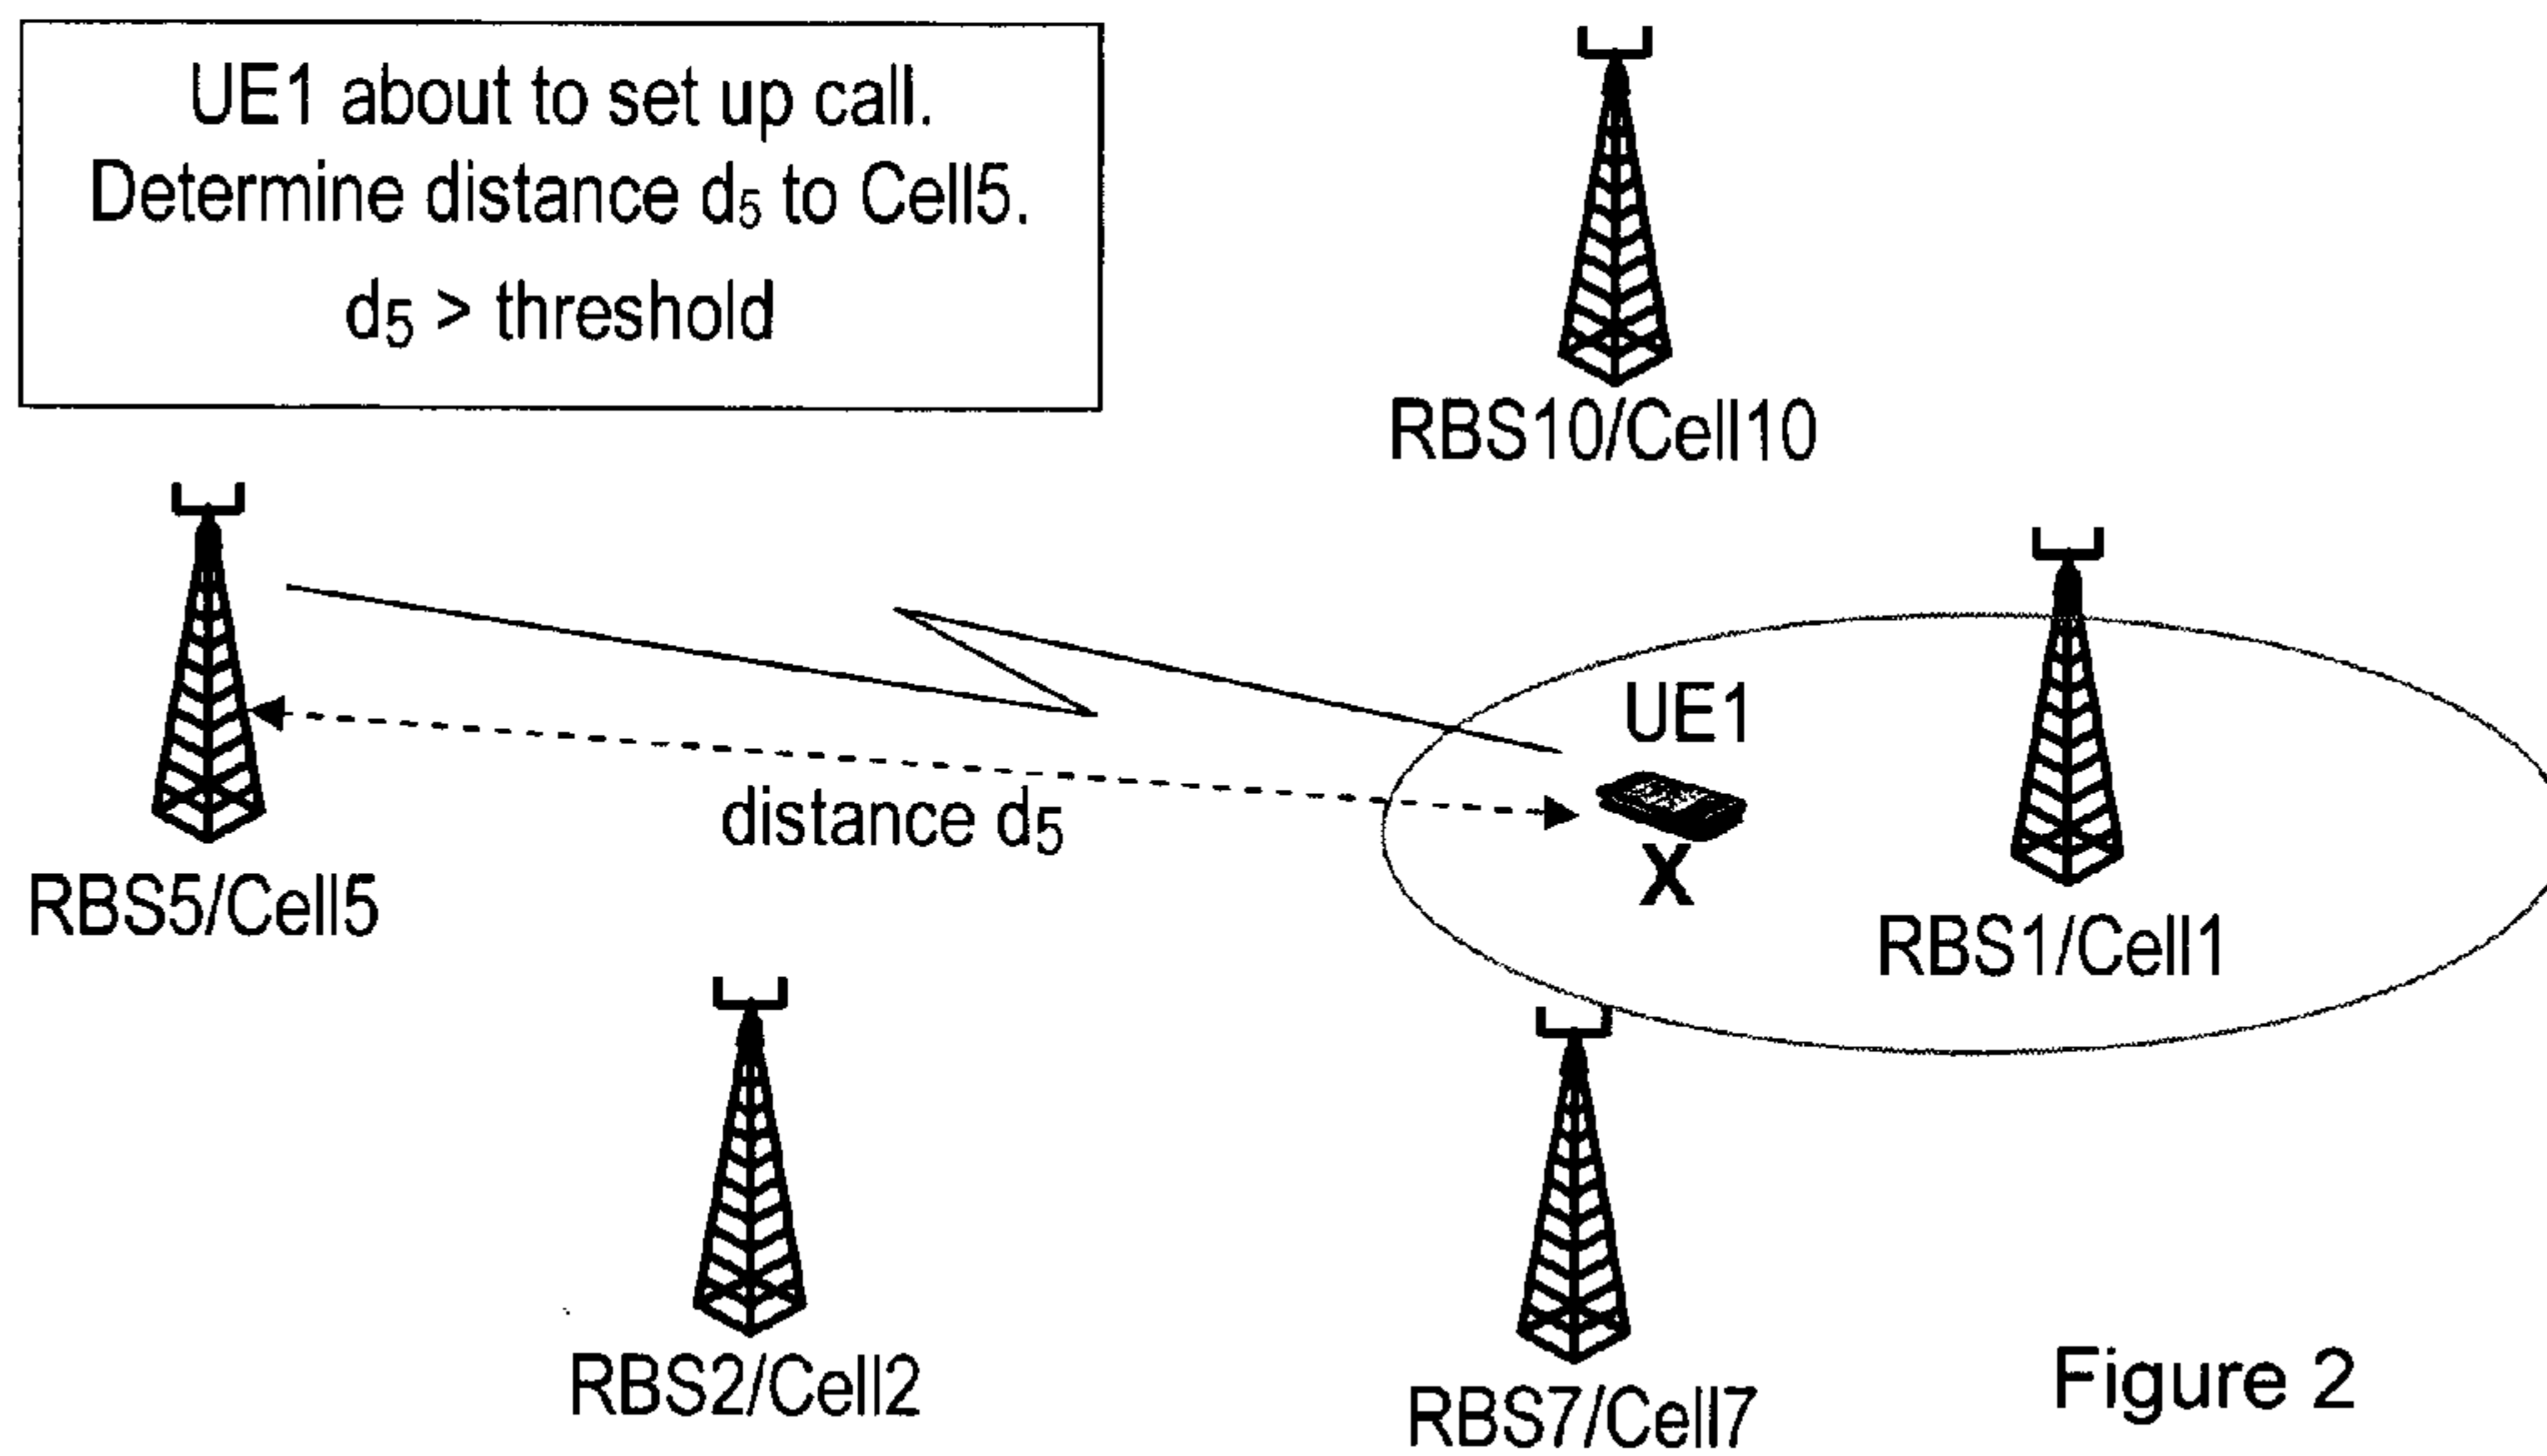 UE1 about to set up call.
Determine distance d₅ to Cell5.
d₅ > threshold
RBS10/Cell10
UE1
distance d₅
X
RBS5/Cell5
RBS1/Cell1
RBS2/Cell2
RBS7/Cell7
Figure 2